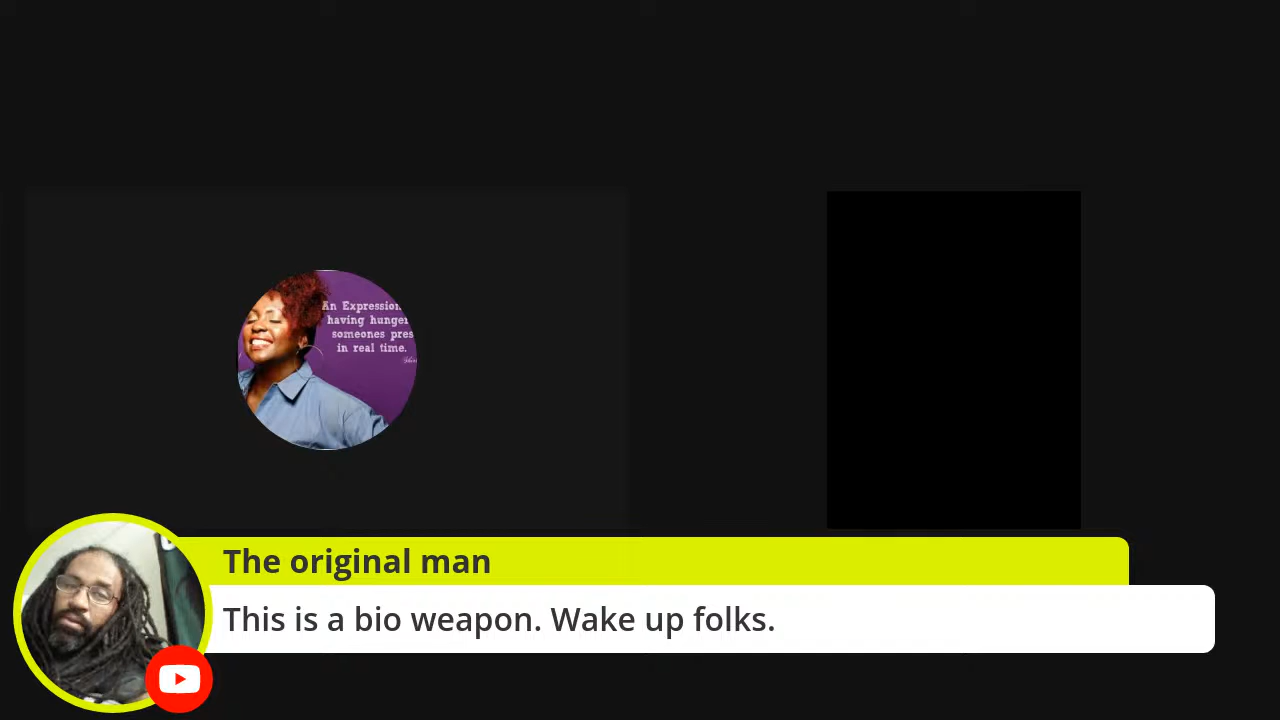 An Expression
having hunger
someones pres
in real time.
The original man
This is a bio weapon. Wake up folks.